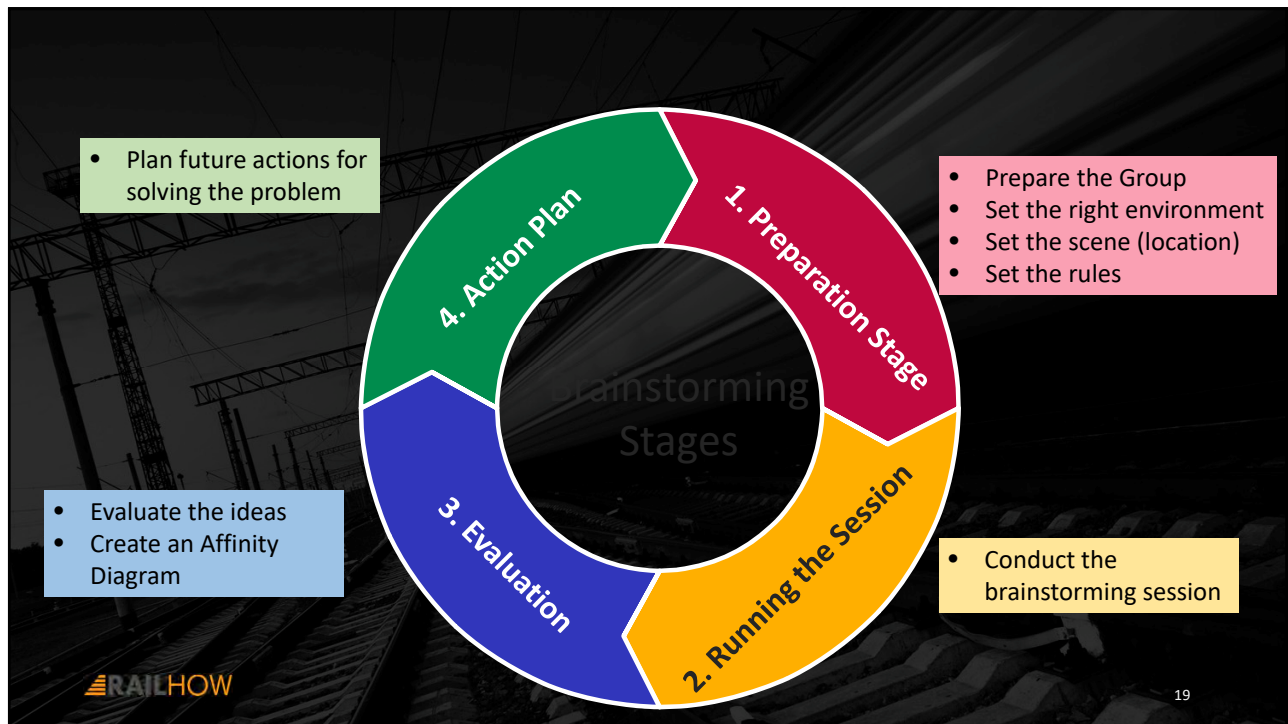 Brainstorming
Stages
1. Preparation Stage
• Prepare the Group
• Set the right environment
• Set the scene (location)
• Set the rules
2. Running the Session
• Conduct the
brainstorming session
3. Evaluation
• Evaluate the ideas
• Create an Affinity
Diagram
4. Action Plan
• Plan future actions for
solving the problem
RAILHOW
19